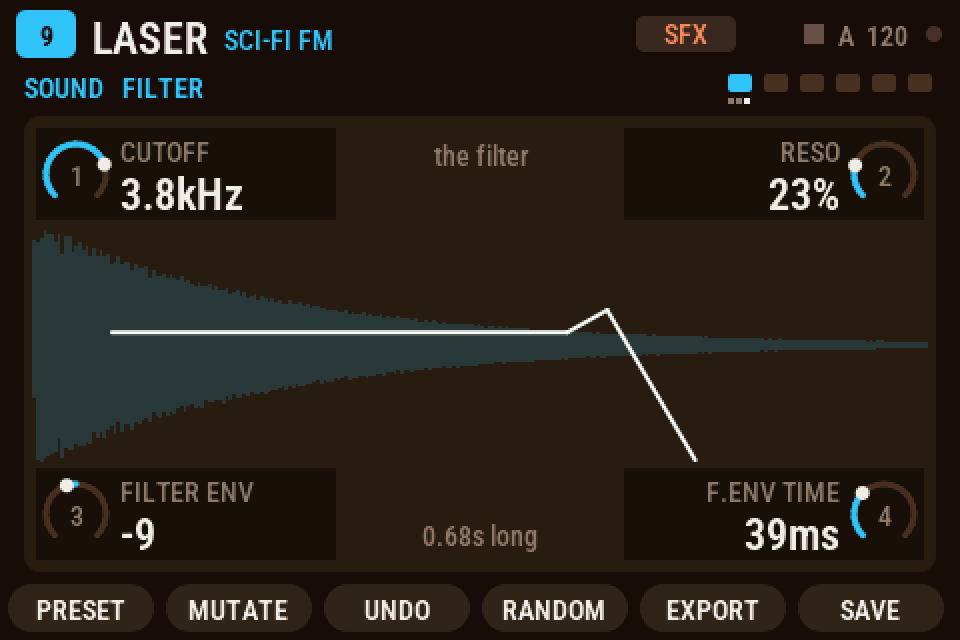 9 LASER SCI-FI FM SFX A 120
SOUND FILTER
1 CUTOFF 3.8kHz
the filter
RESO 23% 2
3 FILTER ENV -9
0.68s long
F.ENV TIME 39ms 4
PRESET MUTATE UNDO RANDOM EXPORT SAVE